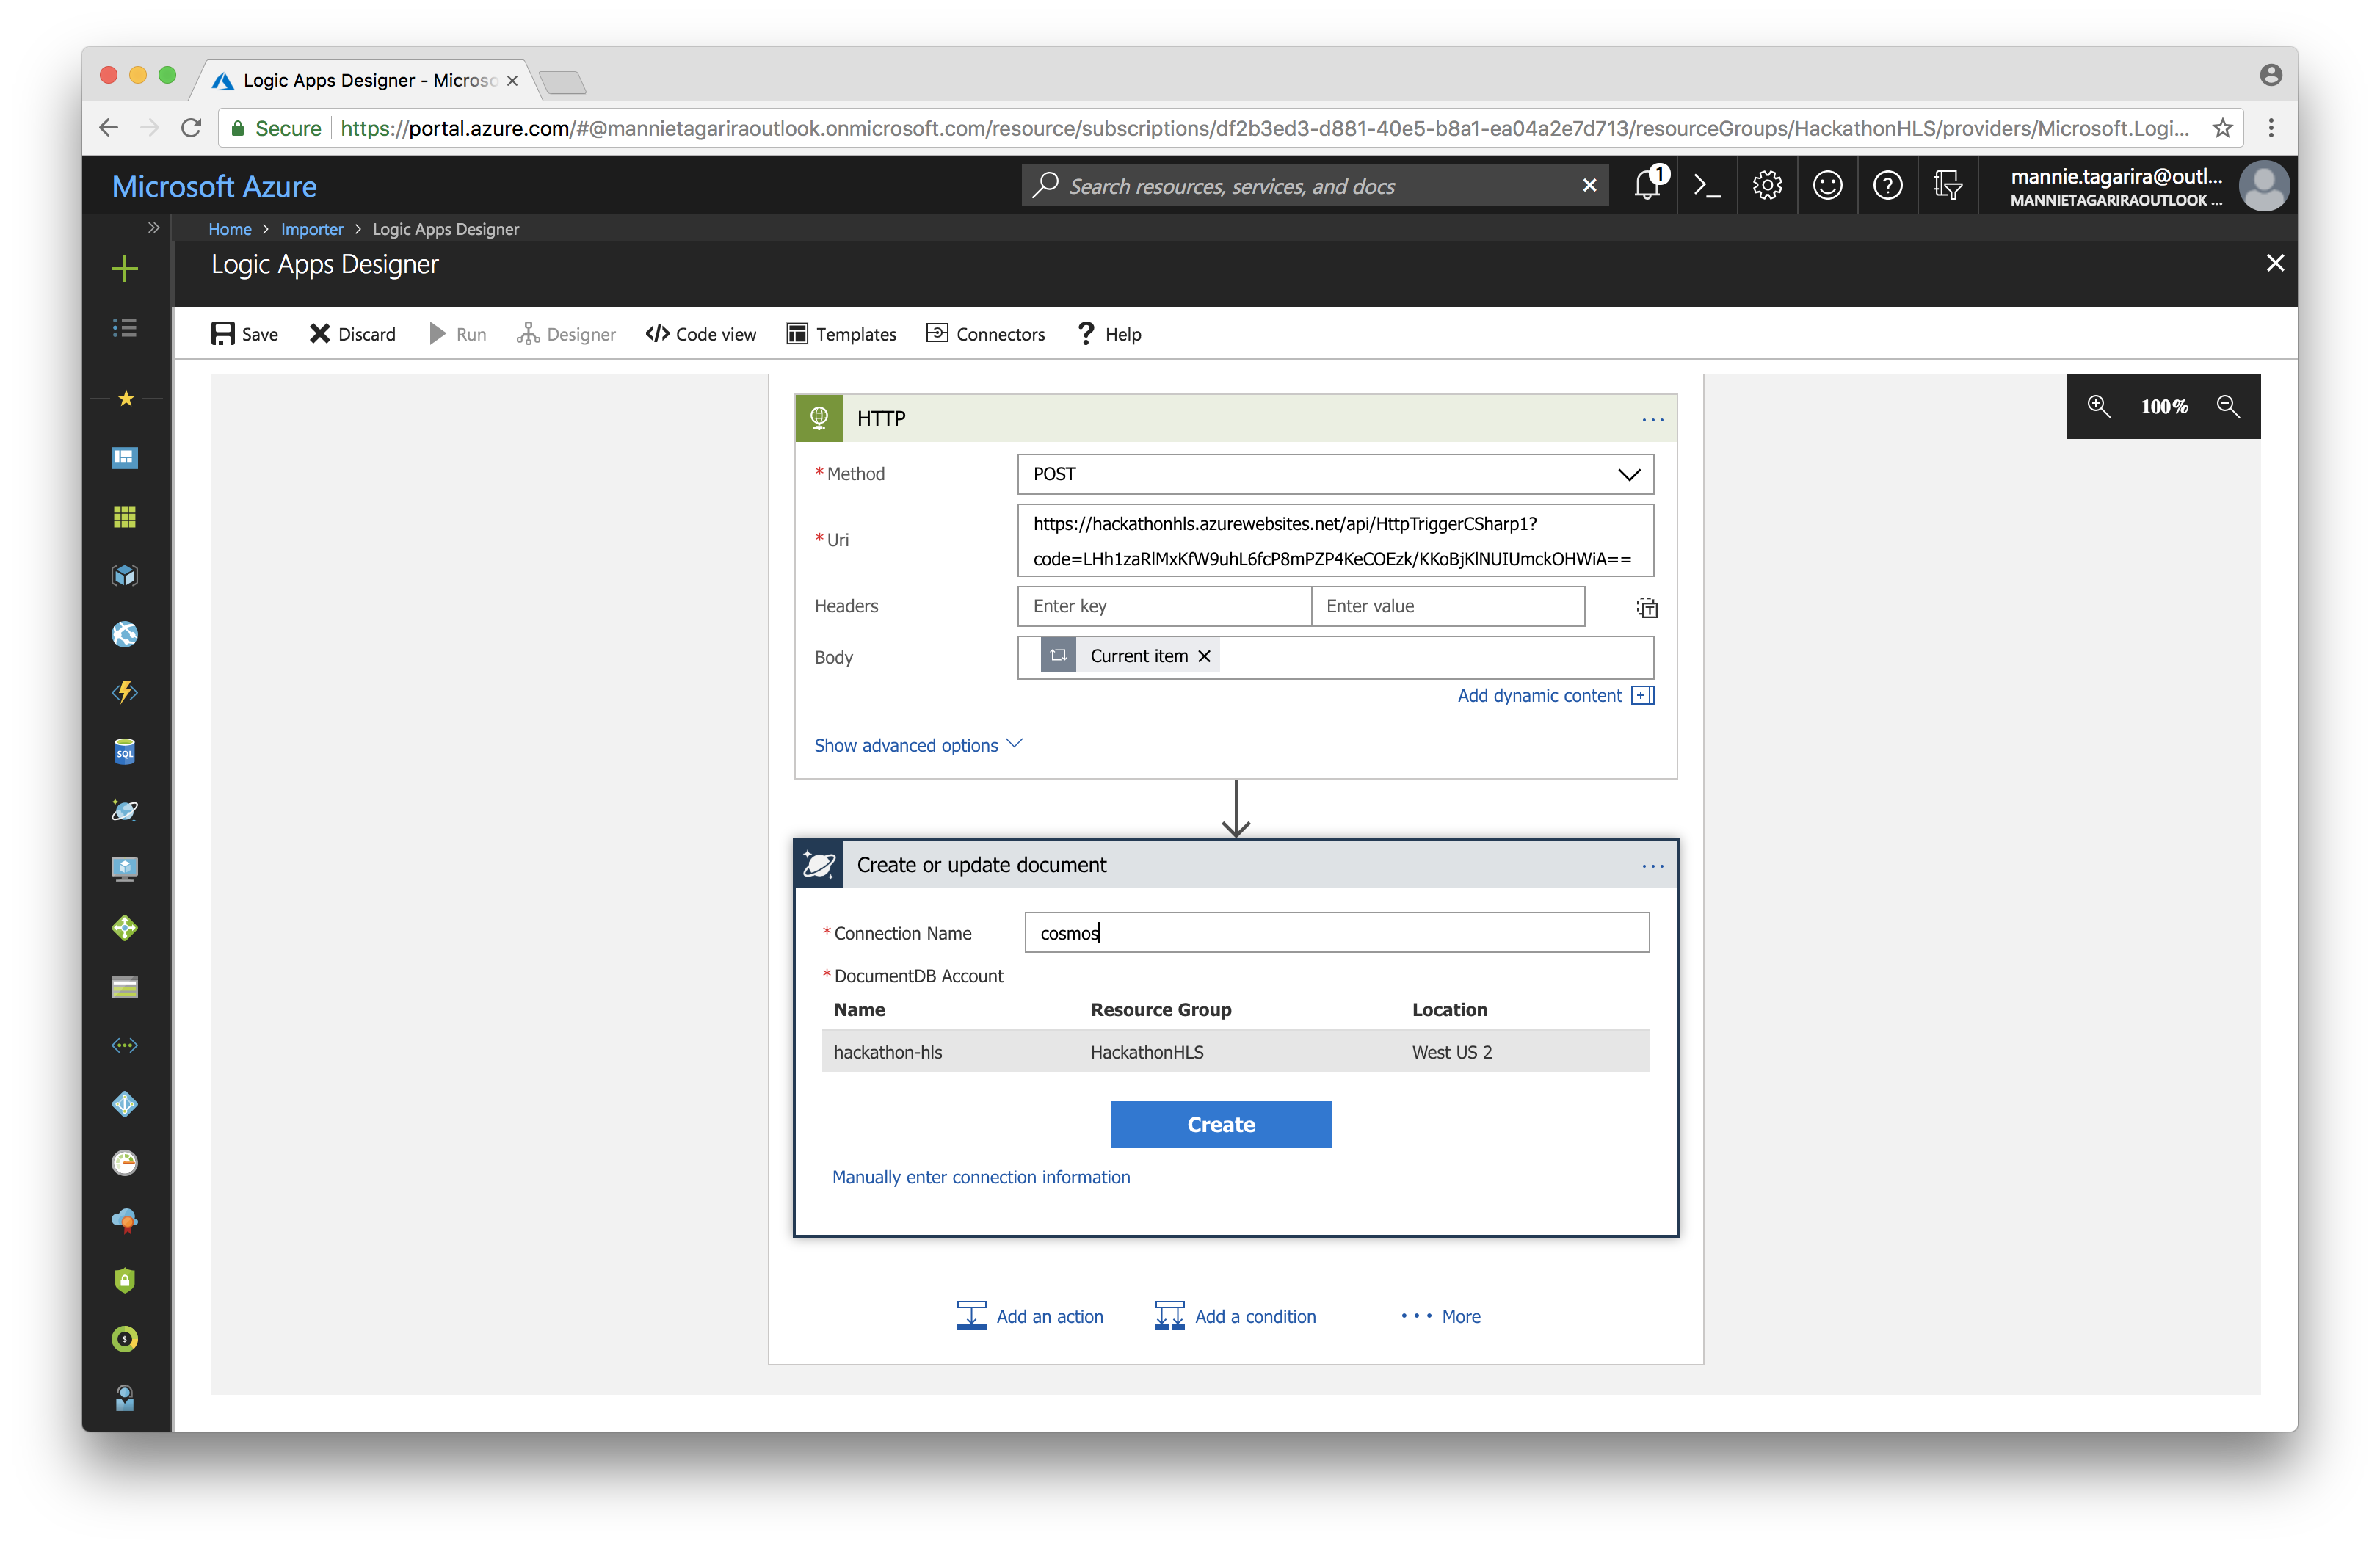 Logic Apps Designer - Microso
Secure https://portal.azure.com/#@mannietagariraoutlook.onmicrosoft.com/resource/subscriptions/df2b3ed3-d881-40e5-b8a1-ea04a2e7d713/resourceGroups/HackathonHLS/providers/Microsoft.Logi...
Microsoft Azure
Search resources, services, and docs
1
mannie.tagarira@outl...
MANNIETAGARIRAOUTLOOK ...
Home > Importer > Logic Apps Designer
Logic Apps Designer
Save Discard Run Designer Code view Templates Connectors Help
100%
HTTP
* Method POST
* Uri https://hackathonhls.azurewebsites.net/api/HttpTriggerCSharp1?
code=LHh1zaRlMxKfW9uhL6fcP8mPZP4KeCOEzk/KKoBjKlNUIUmckOHWiA==
Headers Enter key Enter value
Body Current item
Add dynamic content
Show advanced options
Create or update document
* Connection Name cosmos
* DocumentDB Account
Name Resource Group Location
hackathon-hls HackathonHLS West US 2
Create
Manually enter connection information
Add an action Add a condition ... More
SQL